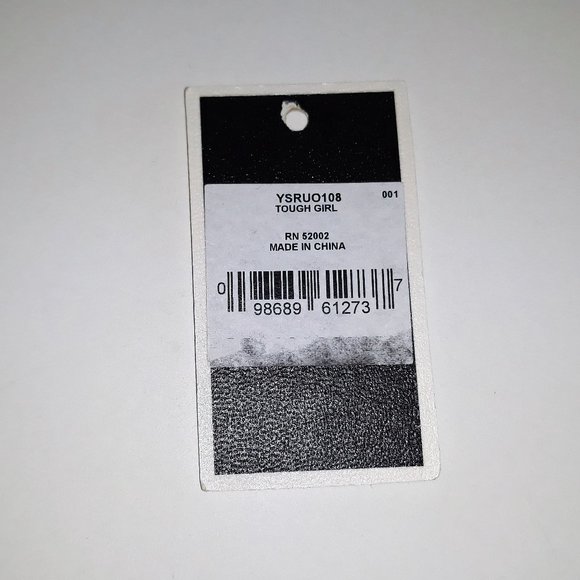 YSRUO108 001
TOUGH GIRL
RN 52002
MADE IN CHINA
0 98689 61273 7